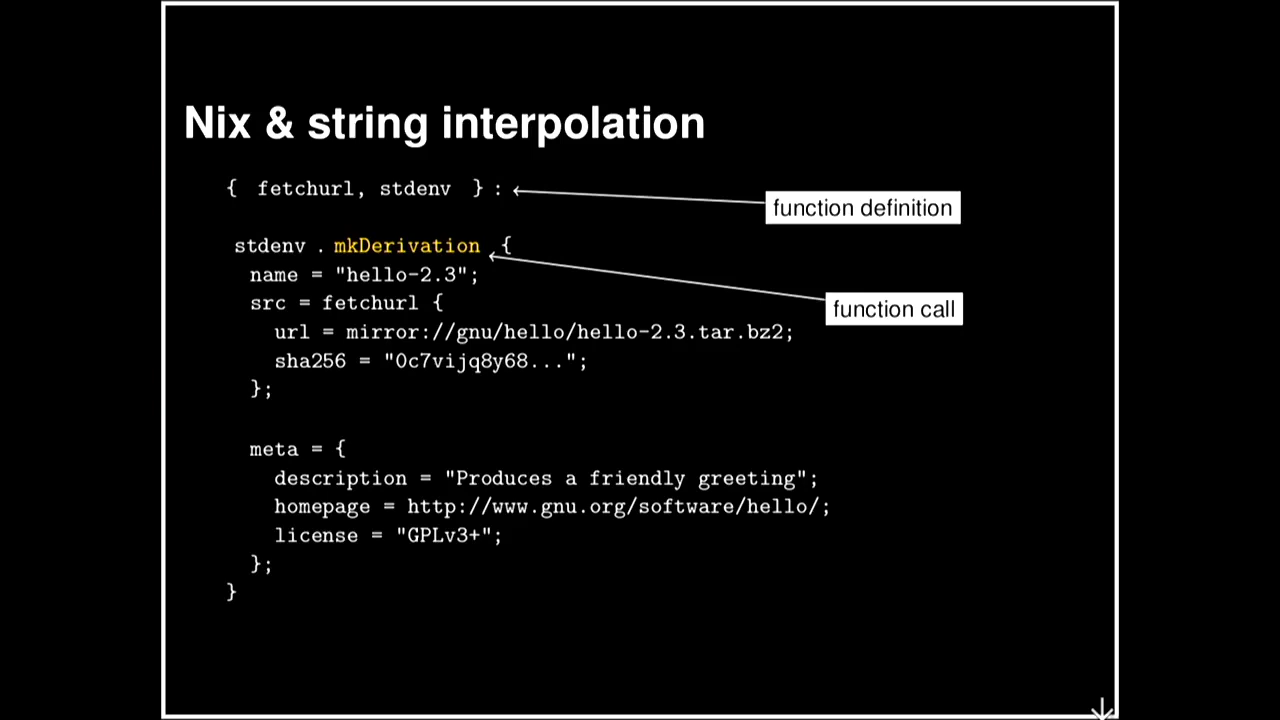 Nix & string interpolation
{ fetchurl, stdenv } :
function definition
stdenv . mkDerivation {
name = "hello-2.3";
function call
src = fetchurl {
url = mirror://gnu/hello/hello-2.3.tar.bz2;
sha256 = "0c7vijq8y68...";
};
meta = {
description = "Produces a friendly greeting";
homepage = http://www.gnu.org/software/hello/;
license = "GPLv3+";
};
}